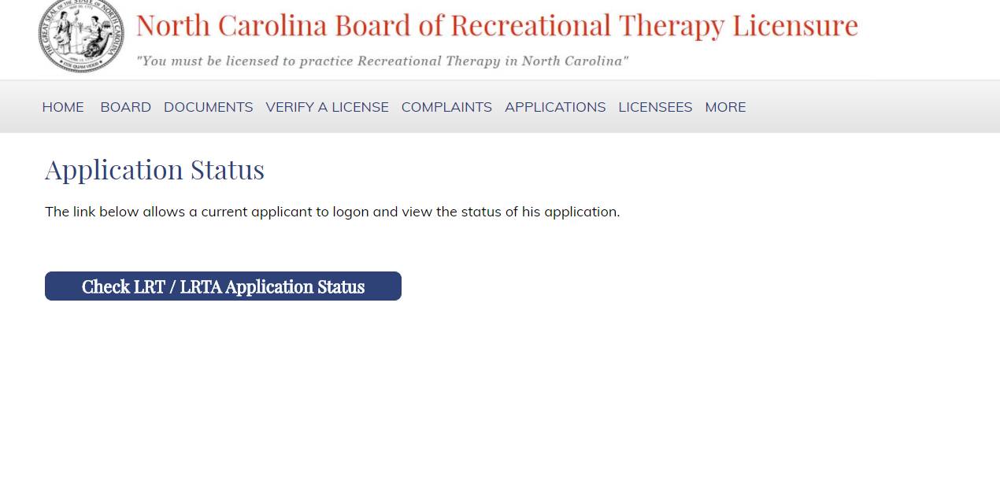 THE GREAT SEAL OF THE STATE OF NORTH CAROLINA
ESSE QUAM VIDERI
North Carolina Board of Recreational Therapy Licensure
"You must be licensed to practice Recreational Therapy in North Carolina"
HOME BOARD DOCUMENTS VERIFY A LICENSE COMPLAINTS APPLICATIONS LICENSEES MORE
Application Status
The link below allows a current applicant to logon and view the status of his application.
Check LRT / LRTA Application Status